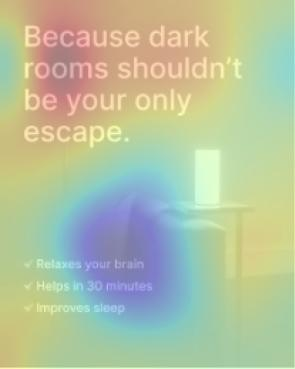 Because dark
rooms shouldn’t
be your only
escape.
✓ Relaxes your brain
✓ Helps in 30 minutes
✓ Improves sleep